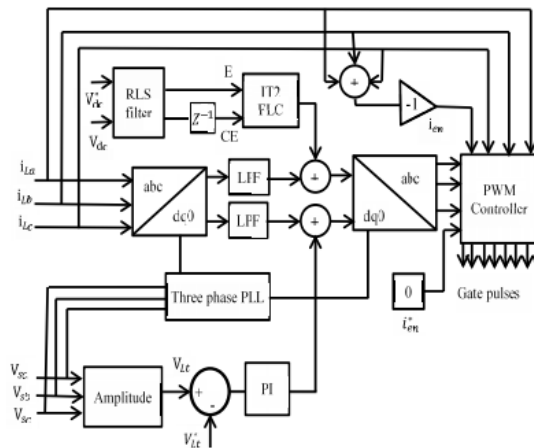 E
V*dc
RLS
filter
IT2
FLC
+
-1
Vdc
Z⁻¹
CE
ien
iLa
iLb
iLc
abc
dq0
LPF
LPF
+
+
abc
dq0
PWM
Controller
Three phase PLL
0
i*en
Gate pulses
Vsc
Vsb
Vsc
Amplitude
VLt
+
-
PI
V*Lt